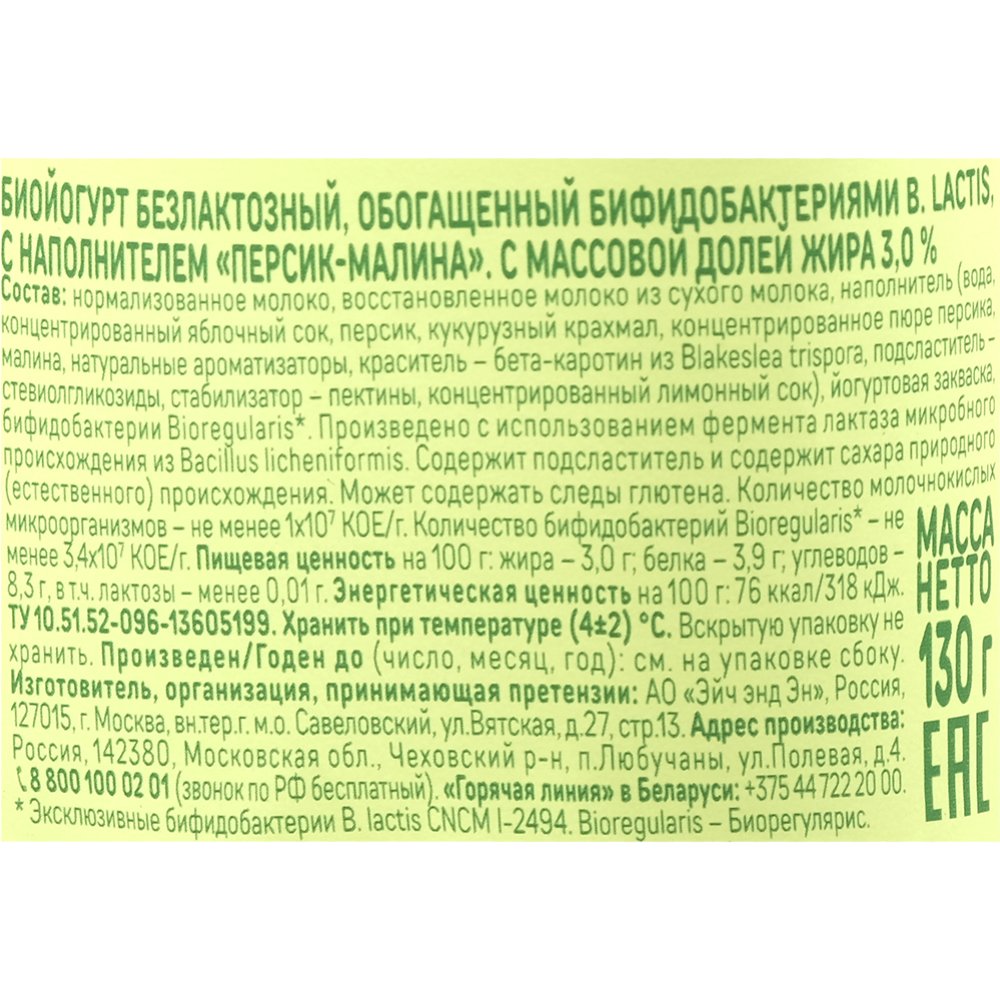 БИОЙОГУРТ БЕЗЛАКТОЗНЫЙ, ОБОГАЩЕННЫЙ БИФИДОБАКТЕРИЯМИ B. LACTIS,
С НАПОЛНИТЕЛЕМ «ПЕРСИК-МАЛИНА». С МАССОВОЙ ДОЛЕЙ ЖИРА 3,0 %
Состав: нормализованное молоко, восстановленное молоко из сухого молока, наполнитель (вода,
концентрированный яблочный сок, персик, кукурузный крахмал, концентрированное пюре персика,
малина, натуральные ароматизаторы, краситель – бета-каротин из Blakeslea trispora, подсластитель –
стевиолгликозиды, стабилизатор – пектины, концентрированный лимонный сок), йогуртовая закваска,
бифидобактерии Bioregularis*. Произведено с использованием фермента лактаза микробного
происхождения из Bacillus licheniformis. Содержит подсластитель и содержит сахара природного
(естественного) происхождения. Может содержать следы глютена. Количество молочнокислых
микроорганизмов – не менее 1х10⁷ КОЕ/г. Количество бифидобактерий Bioregularis* – не
менее 3,4х10⁷ КОЕ/г. Пищевая ценность на 100 г: жира – 3,0 г; белка – 3,9 г; углеводов –
8,3 г, в т.ч. лактозы – менее 0,01 г. Энергетическая ценность на 100 г: 76 ккал/318 кДж.
ТУ 10.51.52-096-13605199. Хранить при температуре (4±2) °С. Вскрытую упаковку не
хранить. Произведен/Годен до (число, месяц, год): см. на упаковке сбоку.
Изготовитель, организация, принимающая претензии: АО «Эйч энд Эн», Россия,
127015, г. Москва, вн.тер.г. м.о. Савеловский, ул.Вятская, д.27, стр.13. Адрес производства:
Россия, 142380, Московская обл., Чеховский р-н, п.Любучаны, ул.Полевая, д.4.
8 800 100 02 01 (звонок по РФ бесплатный). «Горячая линия» в Беларуси: +375 44 722 20 00.
* Эксклюзивные бифидобактерии B. lactis CNCM I-2494. Bioregularis – Биорегулярис.
МАССА
НЕТТО
130 г
EAC